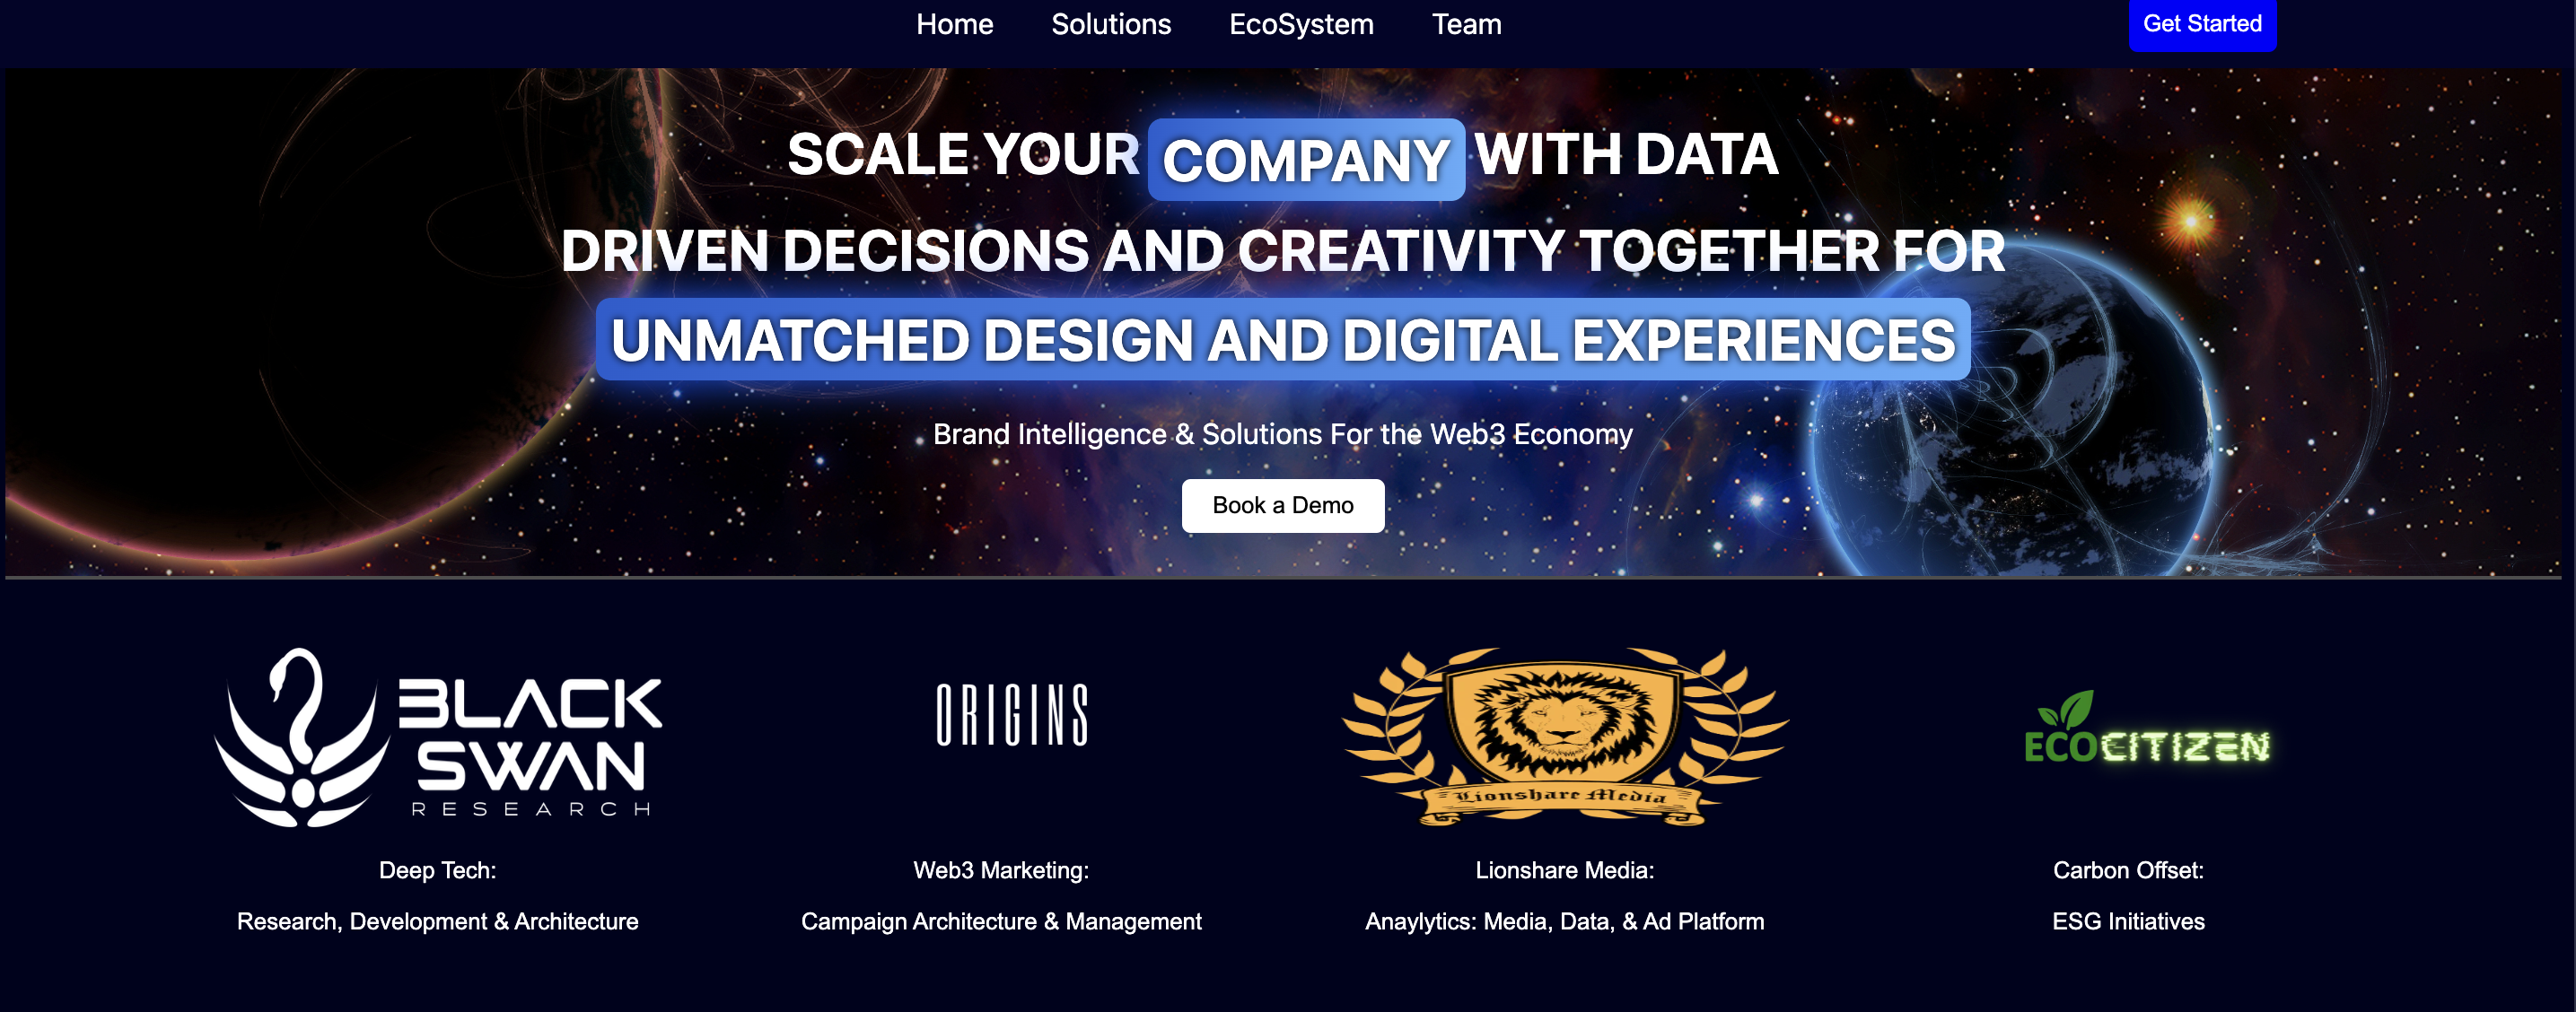 Home Solutions EcoSystem Team Get Started
SCALE YOUR COMPANY WITH DATA
DRIVEN DECISIONS AND CREATIVITY TOGETHER FOR
UNMATCHED DESIGN AND DIGITAL EXPERIENCES
Brand Intelligence & Solutions For the Web3 Economy
Book a Demo
BLACK
SWAN
RESEARCH
ORIGINS
Lionshare Media
ECOCITIZEN
Deep Tech:
Research, Development & Architecture
Web3 Marketing:
Campaign Architecture & Management
Lionshare Media:
Anaylytics: Media, Data, & Ad Platform
Carbon Offset:
ESG Initiatives